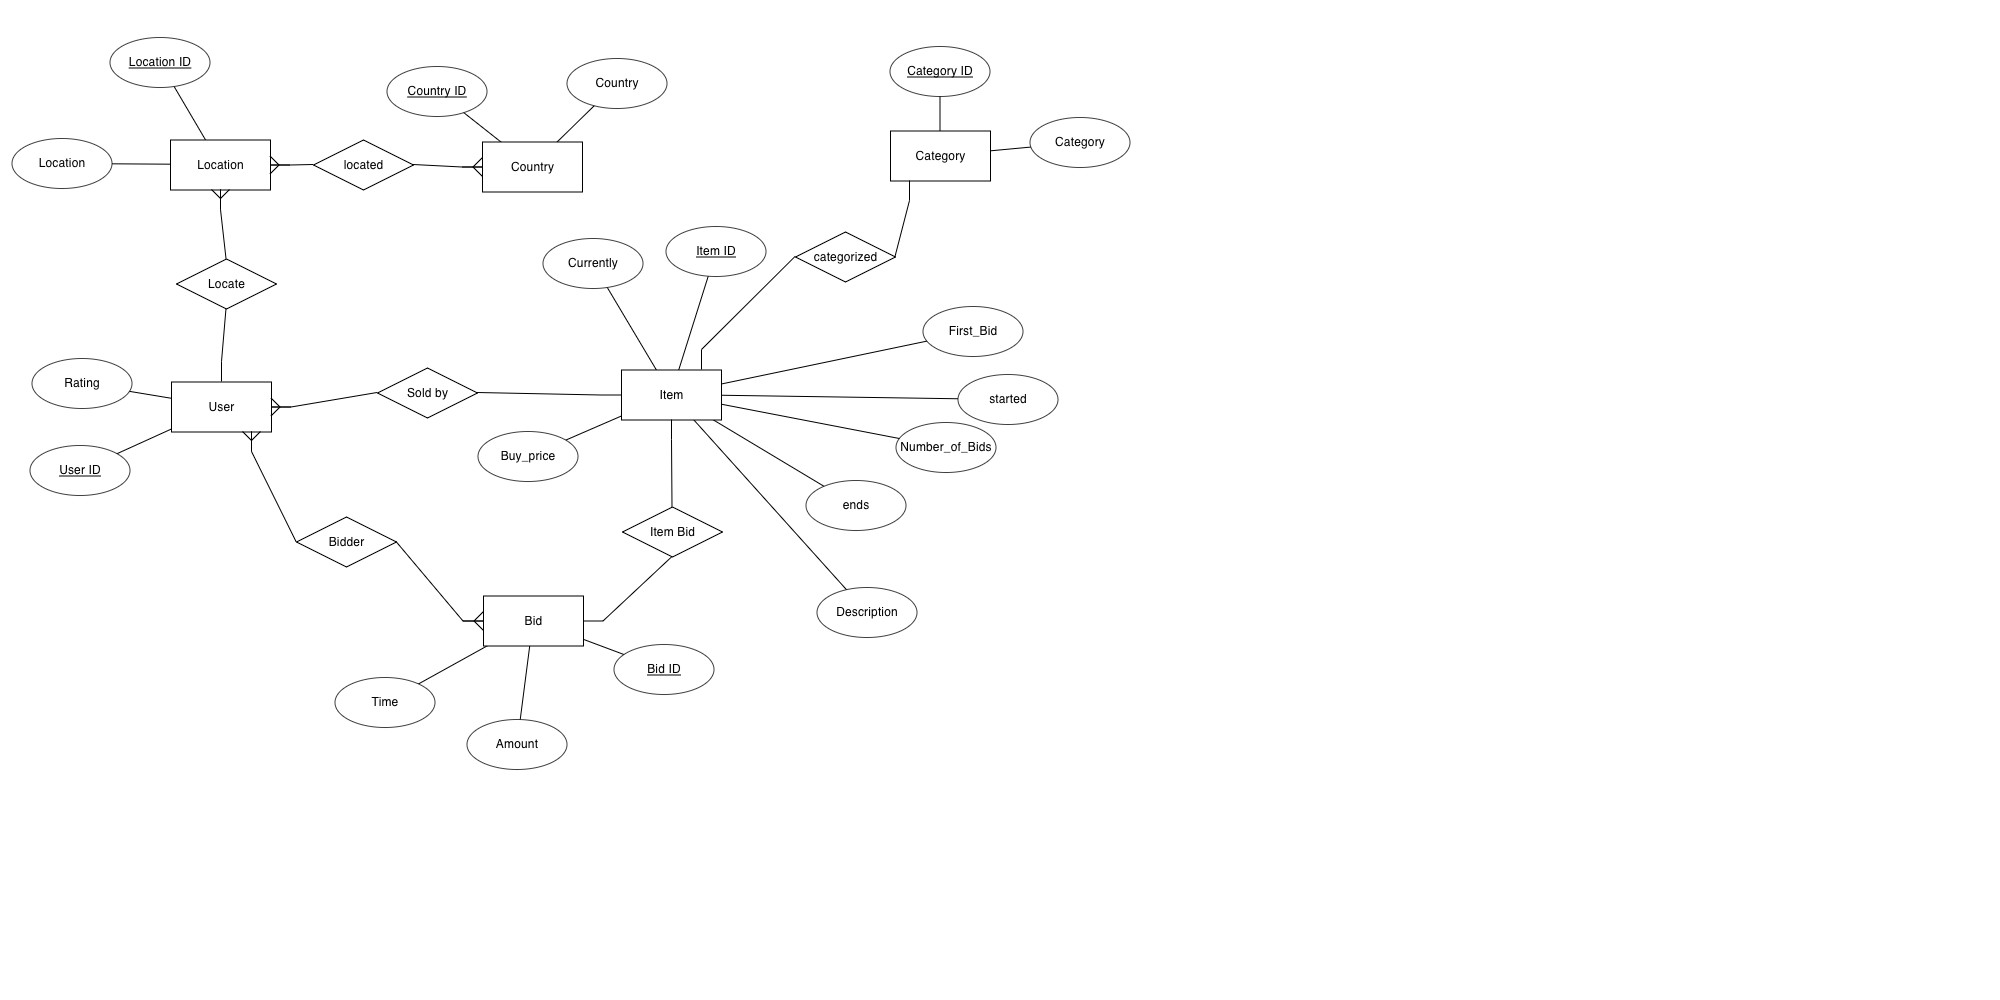 Location ID
Country ID
Country
Category ID
Location
Location
located
Country
Category
Category
Currently
Item ID
categorized
Locate
First_Bid
Rating
User
Sold by
Item
started
User ID
Buy_price
Number_of_Bids
ends
Bidder
Item Bid
Description
Bid
Bid ID
Time
Amount